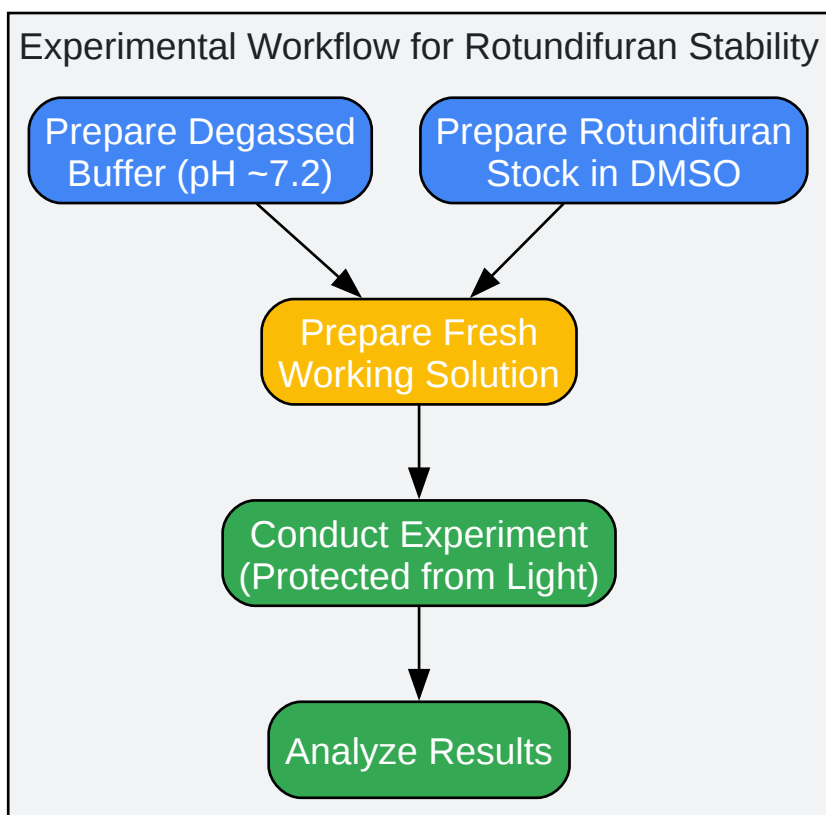 Experimental Workflow for Rotundifuran Stability
Prepare Degassed
Buffer (pH ~7.2)
Prepare Rotundifuran
Stock in DMSO
Prepare Fresh
Working Solution
Conduct Experiment
(Protected from Light)
Analyze Results